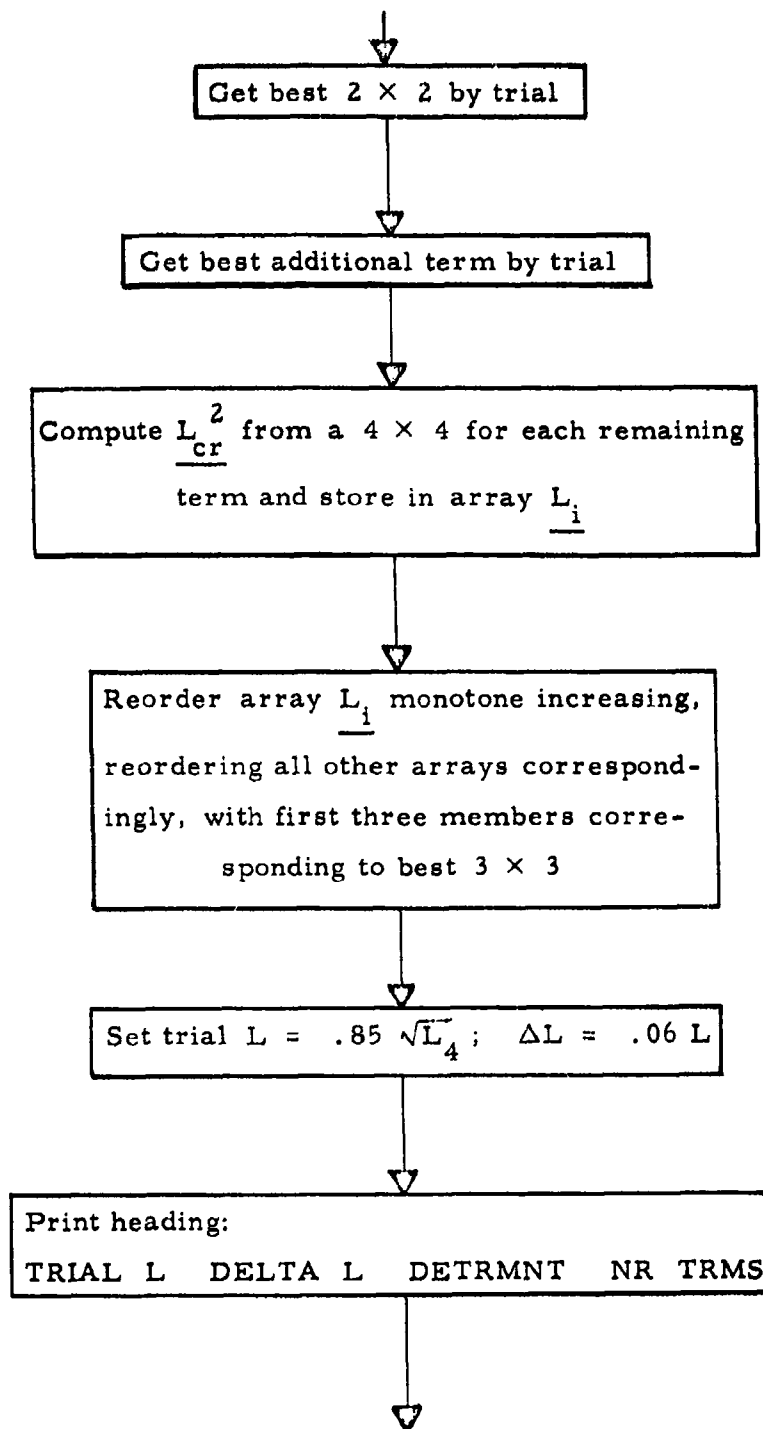 Get best 2 × 2 by trial
Get best additional term by trial
Compute L_cr^2 from a 4 × 4 for each remaining
term and store in array L_i
Reorder array L_i monotone increasing,
reordering all other arrays correspond-
ingly, with first three members corre-
sponding to best 3 × 3
Set trial L = .85 √L_4 ; ΔL = .06 L
Print heading:
TRIAL L DELTA L DETRMNT NR TRMS